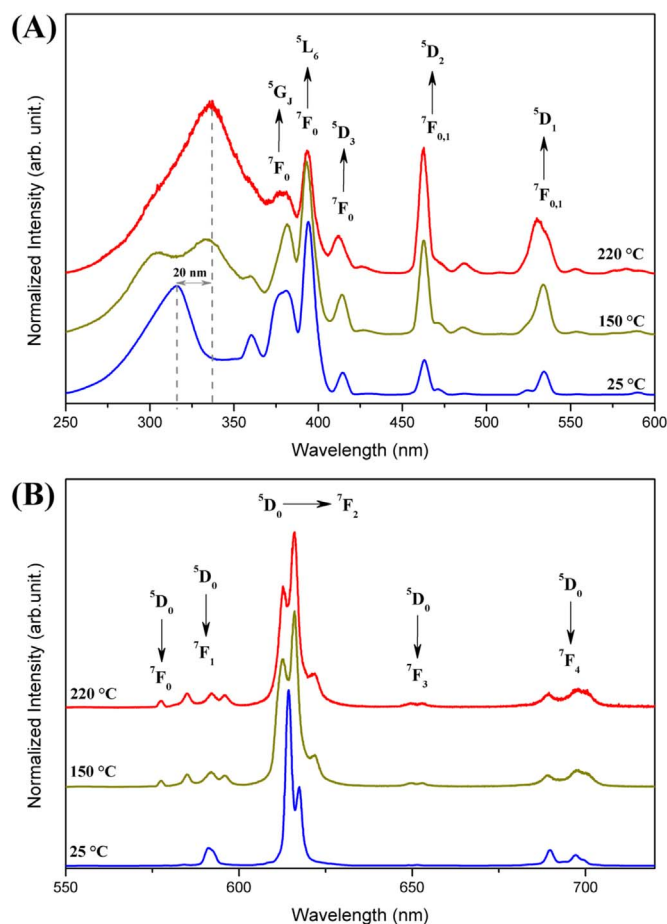 (A)
⁵L₆
⁵D₂
⁵G_J
⁵D₁
⁷F₀
⁵D₃
⁷F₀,₁
⁷F₀
⁷F₀,₁
⁷F₀
220 °C
20 nm
150 °C
25 °C
Normalized Intensity (arb. unit.)
250 300 350 400 450 500 550 600
Wavelength (nm)
(B)
⁵D₀ ⁷F₂
⁵D₀ ⁵D₀ ⁵D₀ ⁵D₀
⁷F₀ ⁷F₁ ⁷F₃ ⁷F₄
220 °C
150 °C
25 °C
Normalized Intensity (arb.unit.)
550 600 650 700
Wavelength (nm)